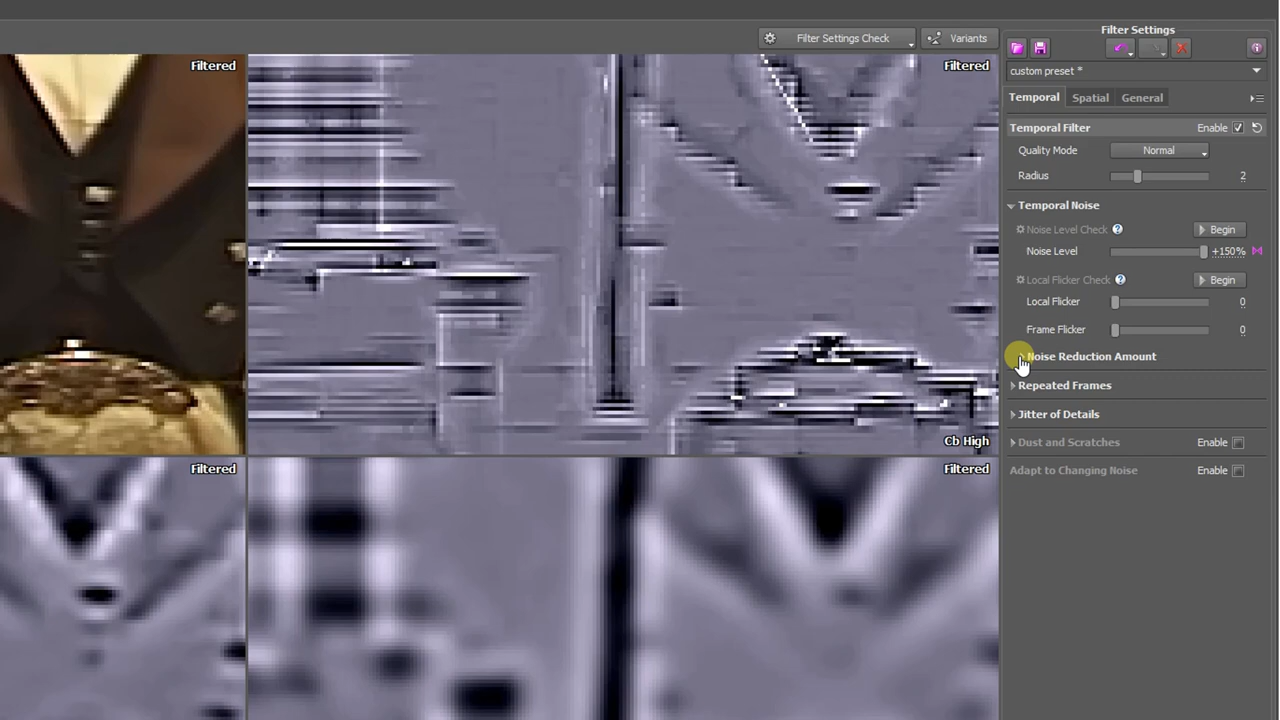 Filter Settings
Filter Settings Check
Variants
custom preset *
Filtered
Filtered
Temporal
Spatial
General
Temporal Filter
Enable
Quality Mode
Normal
Radius
2
Temporal Noise
Noise Level Check
Begin
Noise Level
+150%
Local Flicker Check
Begin
Local Flicker
0
Frame Flicker
0
Noise Reduction Amount
Repeated Frames
Jitter of Details
Dust and Scratches
Enable
Cb High
Filtered
Filtered
Adapt to Changing Noise
Enable